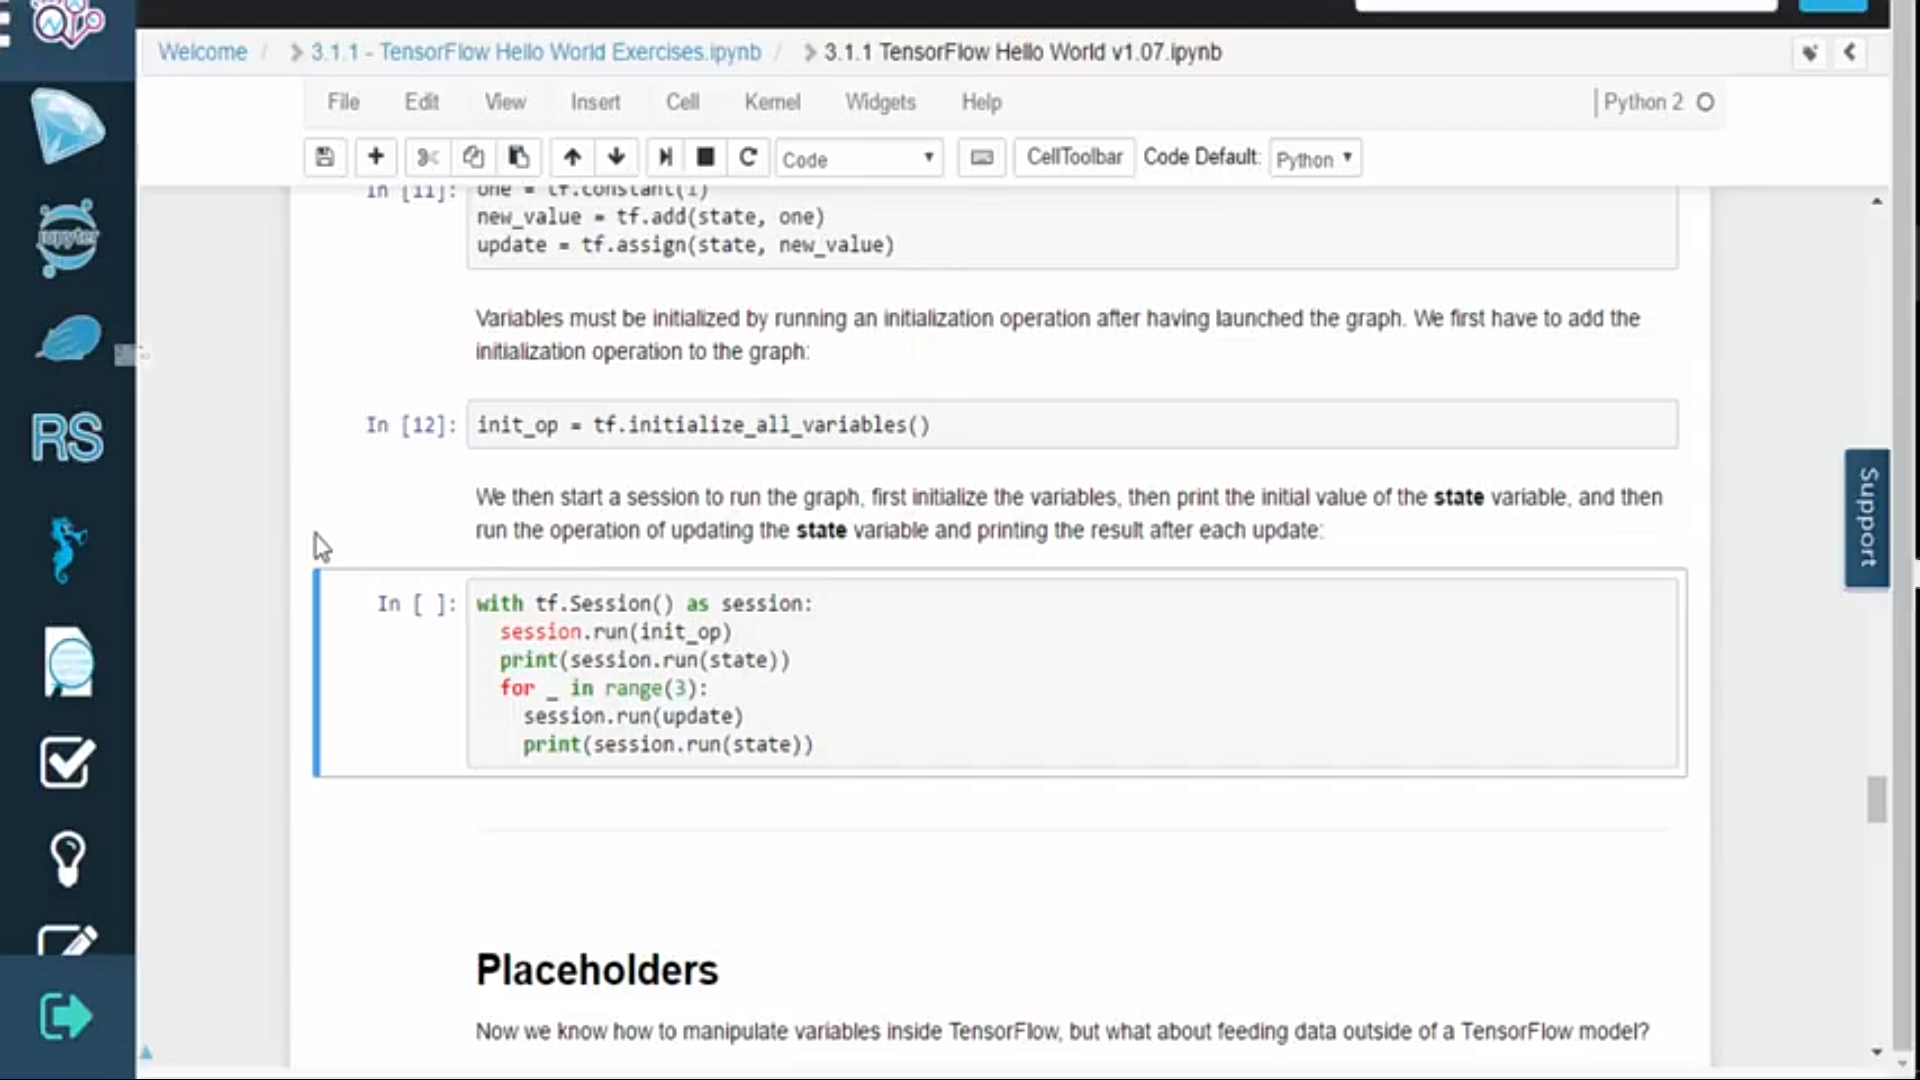 Welcome / > 3.1.1 - TensorFlow Hello World Exercises.ipynb / > 3.1.1 TensorFlow Hello World v1.07.ipynb
File Edit View Insert Cell Kernel Widgets Help Python 2
Code CellToolbar Code Default: Python
jupyter
RS
Support
In [11]: one = tf.constant(1)
new_value = tf.add(state, one)
update = tf.assign(state, new_value)
Variables must be initialized by running an initialization operation after having launched the graph. We first have to add the
initialization operation to the graph:
In [12]: init_op = tf.initialize_all_variables()
We then start a session to run the graph, first initialize the variables, then print the initial value of the state variable, and then
run the operation of updating the state variable and printing the result after each update:
In [ ]: with tf.Session() as session:
session.run(init_op)
print(session.run(state))
for _ in range(3):
session.run(update)
print(session.run(state))
Placeholders
Now we know how to manipulate variables inside TensorFlow, but what about feeding data outside of a TensorFlow model?